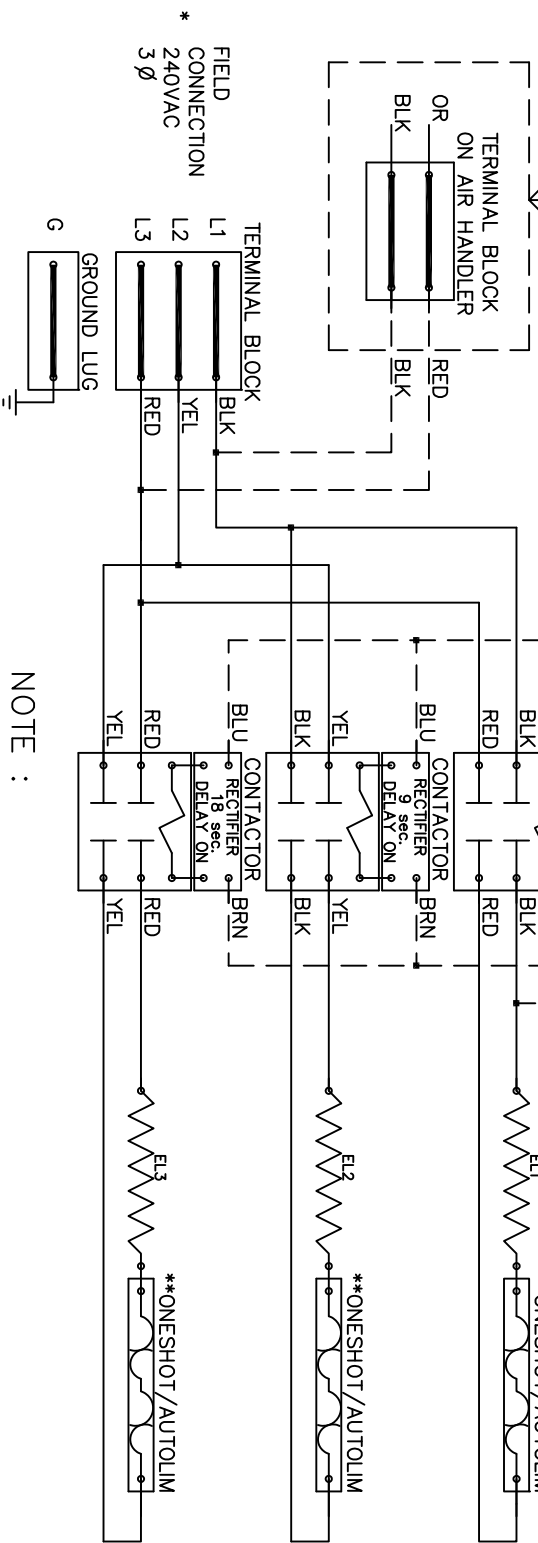 *
FIELD
CONNECTION
240VAC
3 Ø
TERMINAL BLOCK
ON AIR HANDLER
OR
BLK
RED
BLK
TERMINAL BLOCK
L1
L2
L3
BLK
YEL
RED
GROUND LUG
G
BLK
RED
BLK
RED
EL1
ONESHOT/AUTOLIM
BLU
CONTACTOR
RECTIFIER
9 sec.
DELAY ON
BRN
YEL
BLK
YEL
BLK
EL2
**ONESHOT/AUTOLIM
BLU
CONTACTOR
RECTIFIER
18 sec.
DELAY ON
BRN
RED
YEL
RED
YEL
EL3
**ONESHOT/AUTOLIM
NOTE :